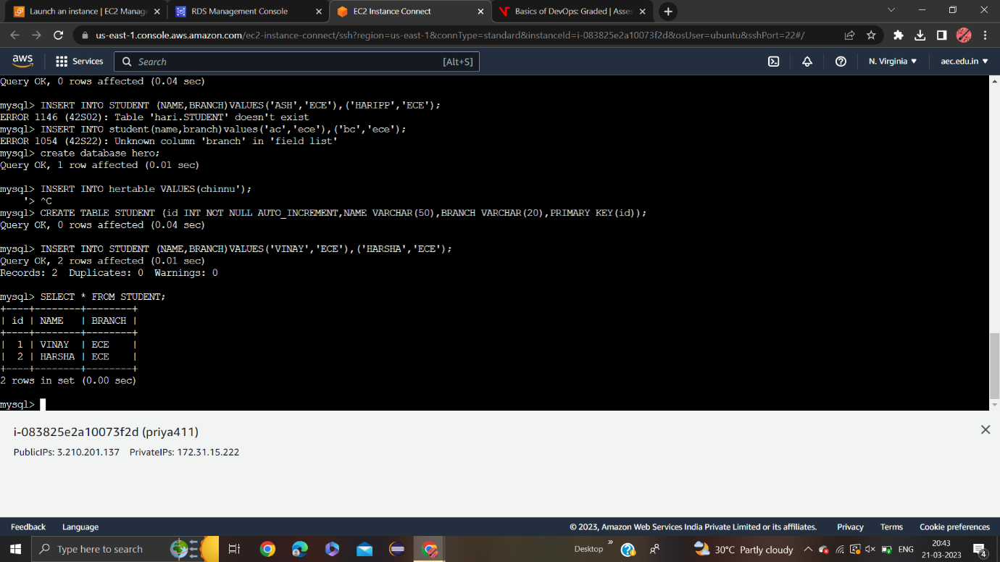 Launch an instance | EC2 Manage
RDS Management Console
EC2 Instance Connect
Basics of DevOps: Graded | Asses
us-east-1.console.aws.amazon.com/ec2-instance-connect/ssh?region=us-east-1&connType=standard&instanceId=i-083825e2a10073f2d&osUser=ubuntu&sshPort=22#/
aws Services Search [Alt+S] N. Virginia ▼ aec.edu.in ▼
Query OK, 0 rows affected (0.04 sec)
mysql> INSERT INTO STUDENT (NAME,BRANCH)VALUES('ASH','ECE'),('HARIPP','ECE');
ERROR 1146 (42S02): Table 'hari.STUDENT' doesn't exist
mysql> INSERT INTO student(name,branch)values('ac','ece'),('bc','ece');
ERROR 1054 (42S22): Unknown column 'branch' in 'field list'
mysql> create database hero;
Query OK, 1 row affected (0.01 sec)
mysql> INSERT INTO hertable VALUES(chinnu');
'> ^C
mysql> CREATE TABLE STUDENT (id INT NOT NULL AUTO_INCREMENT,NAME VARCHAR(50),BRANCH VARCHAR(20),PRIMARY KEY(id));
Query OK, 0 rows affected (0.04 sec)
mysql> INSERT INTO STUDENT (NAME,BRANCH)VALUES('VINAY','ECE'),('HARSHA','ECE');
Query OK, 2 rows affected (0.01 sec)
Records: 2  Duplicates: 0  Warnings: 0
mysql> SELECT * FROM STUDENT;
+----+--------+--------+
| id | NAME   | BRANCH |
+----+--------+--------+
|  1 | VINAY  | ECE    |
|  2 | HARSHA | ECE    |
+----+--------+--------+
2 rows in set (0.00 sec)
mysql>
i-083825e2a10073f2d (priya411)
PublicIPs: 3.210.201.137 PrivateIPs: 172.31.15.222
Feedback Language © 2023, Amazon Web Services India Private Limited or its affiliates. Privacy Terms Cookie preferences
Type here to search Desktop » 30°C Partly cloudy ENG 20:43
21-03-2023 4